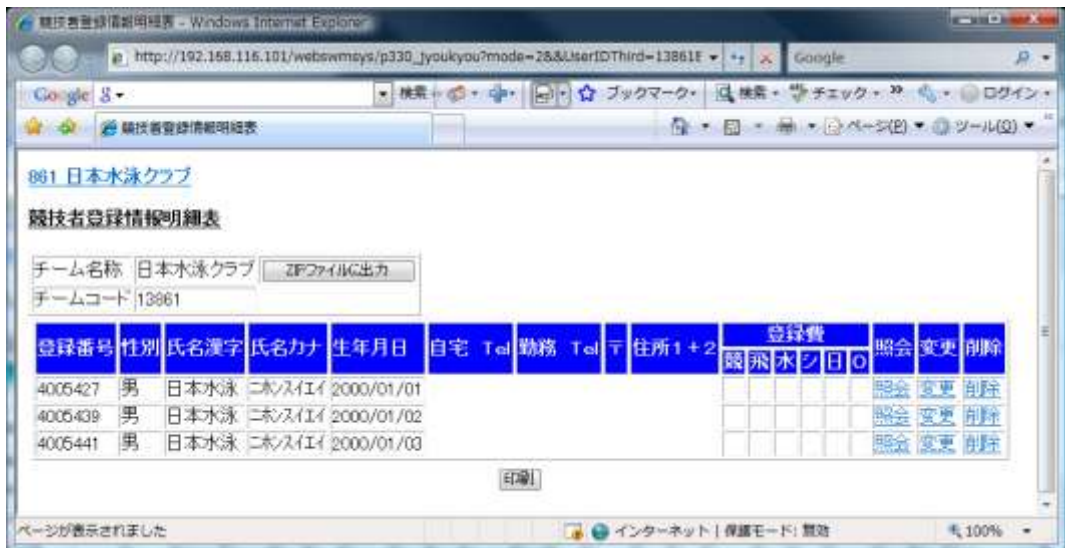 競技者登録情報明細表 - Windows Internet Explorer
http://192.168.116.101/webswmsys/p330_jyoukyou?mode=2&&UserIDThird=13861E
Google
Google 検索 ブックマーク 検索 チェック ログイン
競技者登録情報明細表 ページ(P) ツール(O)
861 日本水泳クラブ
競技者登録情報明細表
チーム名称 日本水泳クラブ ZIPファイルに出力
チームコード 13861
登録番号 性別 氏名漢字 氏名カナ 生年月日 自宅 Tel 勤務 Tel 〒 住所1+2 登録費 照会 変更 削除
競 飛 水 シ 日 O
4005427 男 日本水泳 ニホンスイエイ 2000/01/01 照会 変更 削除
4005439 男 日本水泳 ニホンスイエイ 2000/01/02 照会 変更 削除
4005441 男 日本水泳 ニホンスイエイ 2000/01/03 照会 変更 削除
印刷
ページが表示されました インターネット | 保護モード: 無効 100%